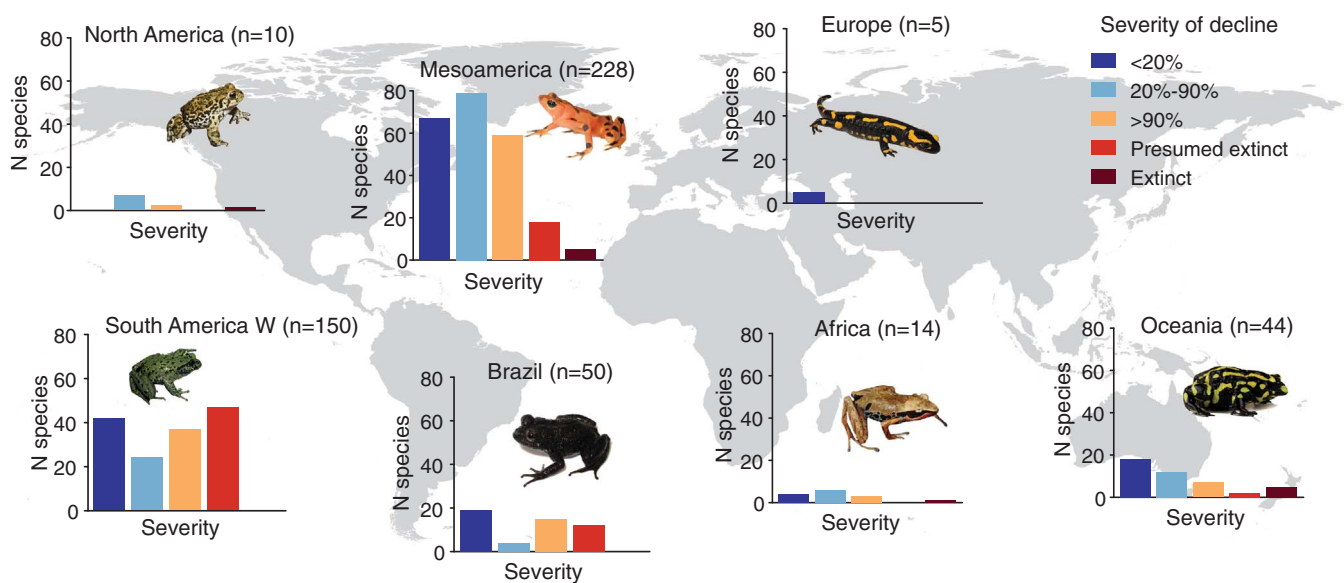 North America (n=10)
80
60
40
20
0
N species
Severity
Mesoamerica (n=228)
80
60
40
20
0
N species
Severity
Europe (n=5)
80
60
40
20
0
N species
Severity
Severity of decline
<20%
20%-90%
>90%
Presumed extinct
Extinct
South America W (n=150)
80
60
40
20
0
N species
Severity
Brazil (n=50)
80
60
40
20
0
N species
Severity
Africa (n=14)
80
60
40
20
0
N species
Severity
Oceania (n=44)
80
60
40
20
0
N species
Severity